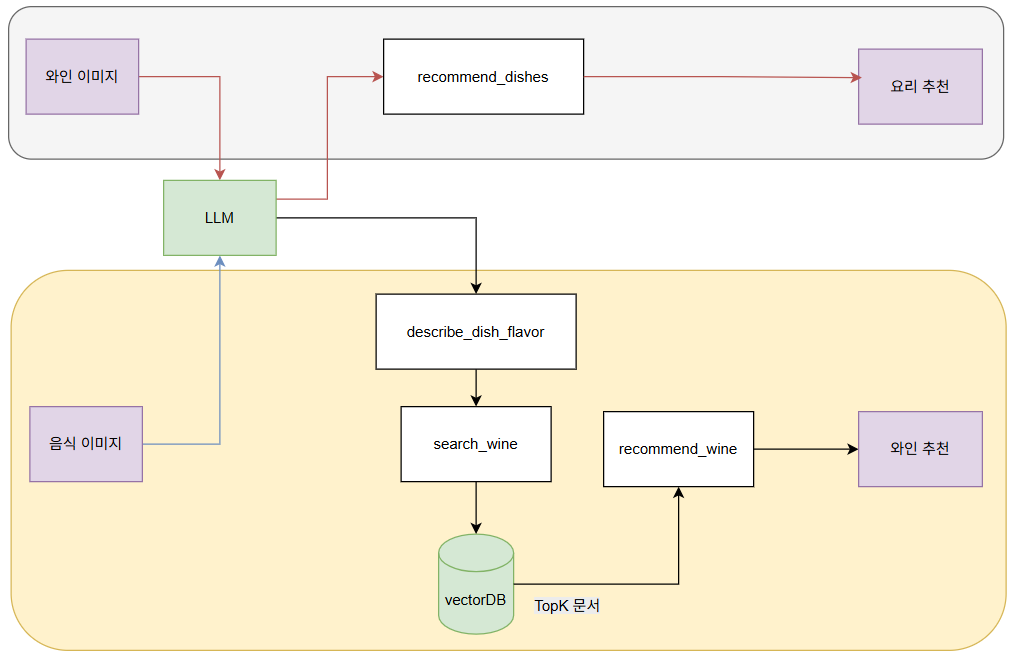 와인 이미지
recommend_dishes
요리 추천
LLM
describe_dish_flavor
음식 이미지
search_wine
recommend_wine
와인 추천
vectorDB
TopK 문서